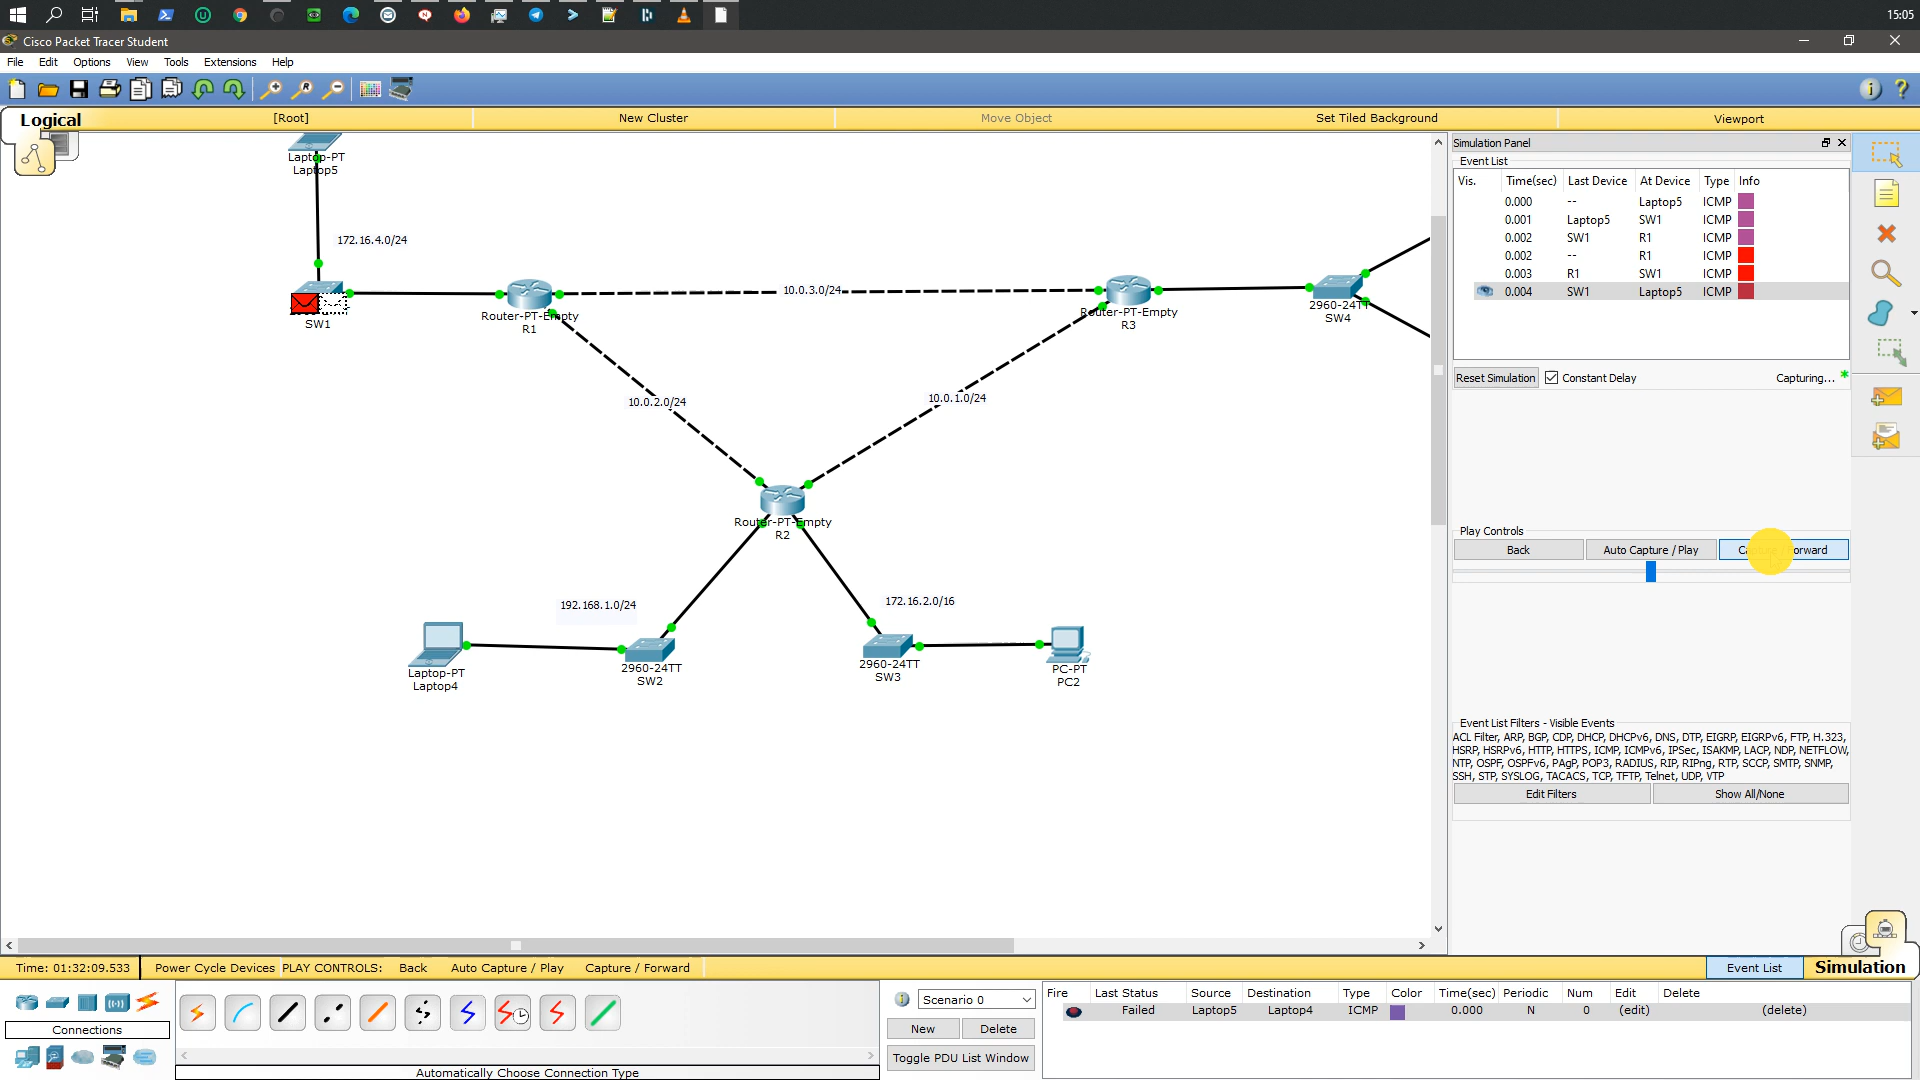 15:05
Cisco Packet Tracer Student
File Edit Options View Tools Extensions Help
Logical [Root] New Cluster Move Object Set Tiled Background Viewport
Laptop-PT
Laptop5
172.16.4.0/24
SW1
Router-PT-Empty
R1
10.0.3.0/24
Router-PT-Empty
R3
2960-24TT
SW4
10.0.2.0/24
10.0.1.0/24
Router-PT-Empty
R2
192.168.1.0/24
172.16.2.0/16
Laptop-PT
Laptop4
2960-24TT
SW2
2960-24TT
SW3
PC-PT
PC2
Simulation Panel
Event List
Vis. Time(sec) Last Device At Device Type Info
0.000 -- Laptop5 ICMP
0.001 Laptop5 SW1 ICMP
0.002 SW1 R1 ICMP
0.002 -- R1 ICMP
0.003 R1 SW1 ICMP
0.004 SW1 Laptop5 ICMP
Reset Simulation Constant Delay Capturing... *
Play Controls
Back Auto Capture / Play Capture / Forward
Event List Filters - Visible Events
ACL Filter, ARP, BGP, CDP, DHCP, DHCPv6, DNS, DTP, EIGRP, EIGRPv6, FTP, H.323,
HSRP, HSRPv6, HTTP, HTTPS, ICMP, ICMPv6, IPSec, ISAKMP, LACP, NDP, NETFLOW,
NTP, OSPF, OSPFv6, PAgP, POP3, RADIUS, RIP, RIPng, RTP, SCCP, SMTP, SNMP,
SSH, STP, SYSLOG, TACACS, TCP, TFTP, Telnet, UDP, VTP
Edit Filters Show All/None
Time: 01:32:09.533 Power Cycle Devices PLAY CONTROLS: Back Auto Capture / Play Capture / Forward Event List Simulation
Connections
Automatically Choose Connection Type
Scenario 0
New Delete
Toggle PDU List Window
Fire Last Status Source Destination Type Color Time(sec) Periodic Num Edit Delete
Failed Laptop5 Laptop4 ICMP 0.000 N 0 (edit) (delete)